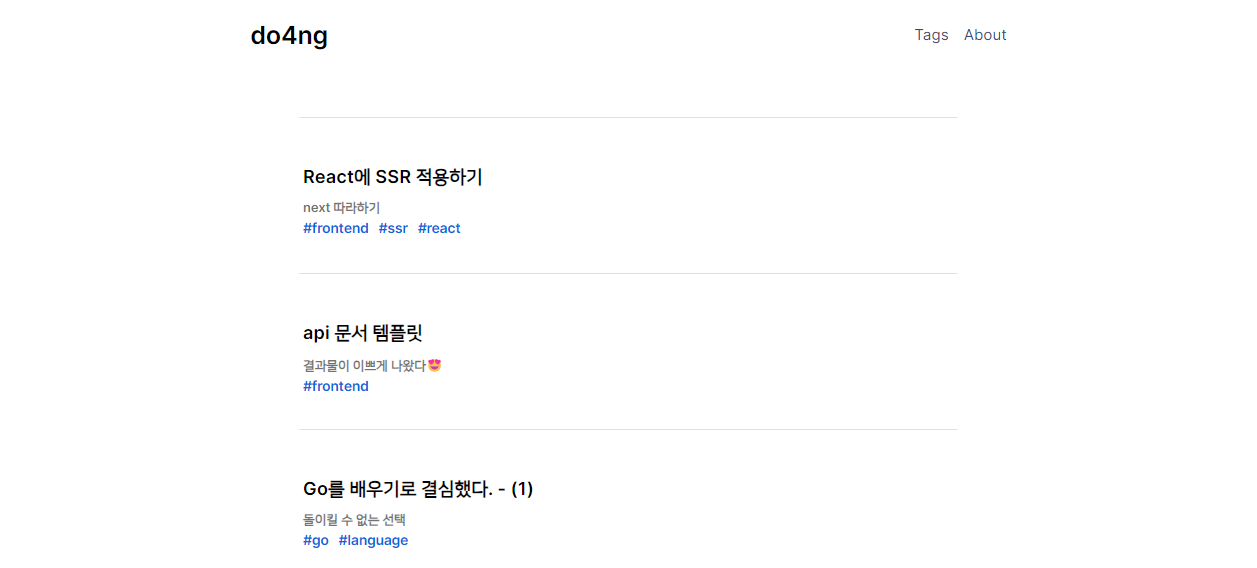 do4ng
Tags About
React에 SSR 적용하기
next 따라하기
#frontend #ssr #react
api 문서 템플릿
결과물이 이쁘게 나왔다😍
#frontend
Go를 배우기로 결심했다. - (1)
돌이킬 수 없는 선택
#go #language